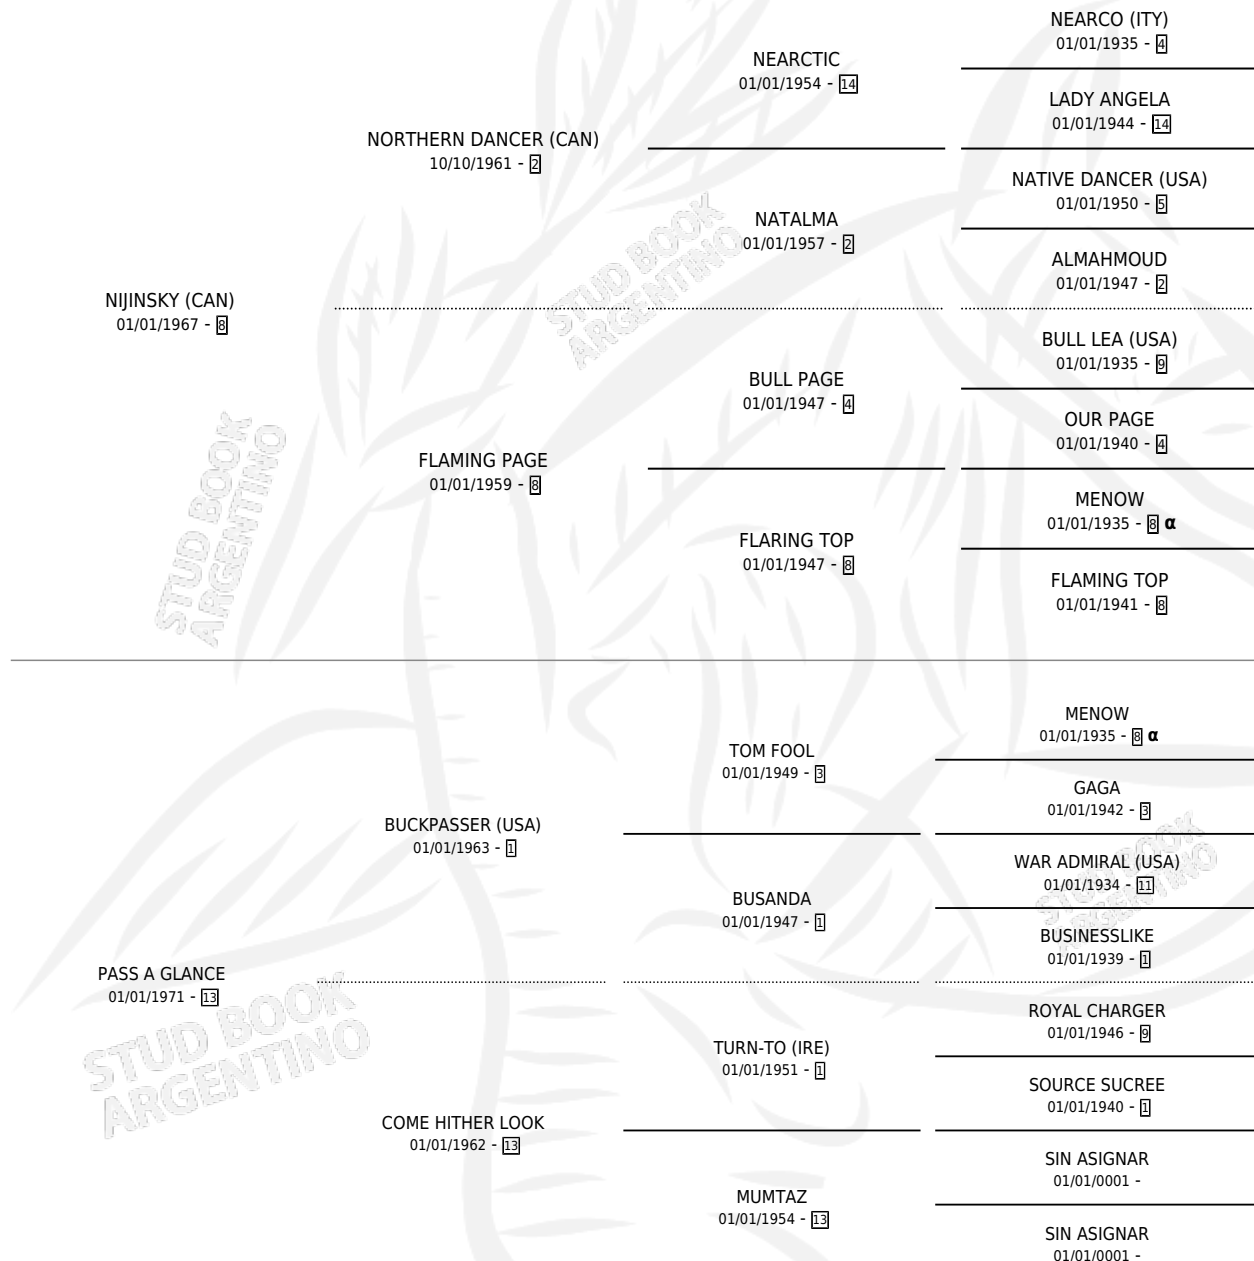 NIJINSKY (CAN)
01/01/1967 - 8
NORTHERN DANCER (CAN)
10/10/1961 - 2
NEARCTIC
01/01/1954 - 14
NEARCO (ITY)
01/01/1935 - 4
LADY ANGELA
01/01/1944 - 14
NATALMA
01/01/1957 - 2
NATIVE DANCER (USA)
01/01/1950 - 5
ALMAHMOUD
01/01/1947 - 2
FLAMING PAGE
01/01/1959 - 8
BULL PAGE
01/01/1947 - 4
BULL LEA (USA)
01/01/1935 - 9
OUR PAGE
01/01/1940 - 4
FLARING TOP
01/01/1947 - 8
MENOW
01/01/1935 - 8 α
FLAMING TOP
01/01/1941 - 8
PASS A GLANCE
01/01/1971 - 13
BUCKPASSER (USA)
01/01/1963 - 1
TOM FOOL
01/01/1949 - 3
MENOW
01/01/1935 - 8 α
GAGA
01/01/1942 - 3
BUSANDA
01/01/1947 - 1
WAR ADMIRAL (USA)
01/01/1934 - 11
BUSINESSLIKE
01/01/1939 - 1
COME HITHER LOOK
01/01/1962 - 13
TURN-TO (IRE)
01/01/1951 - 1
ROYAL CHARGER
01/01/1946 - 9
SOURCE SUCREE
01/01/1940 - 1
MUMTAZ
01/01/1954 - 13
SIN ASIGNAR
01/01/0001 -
SIN ASIGNAR
01/01/0001 -
STUD BOOK
ARGENTINO
STUD BOOK
ARGENTINO
STUD BOOK
ARGENTINO
STUD BOOK
ARGENTINO